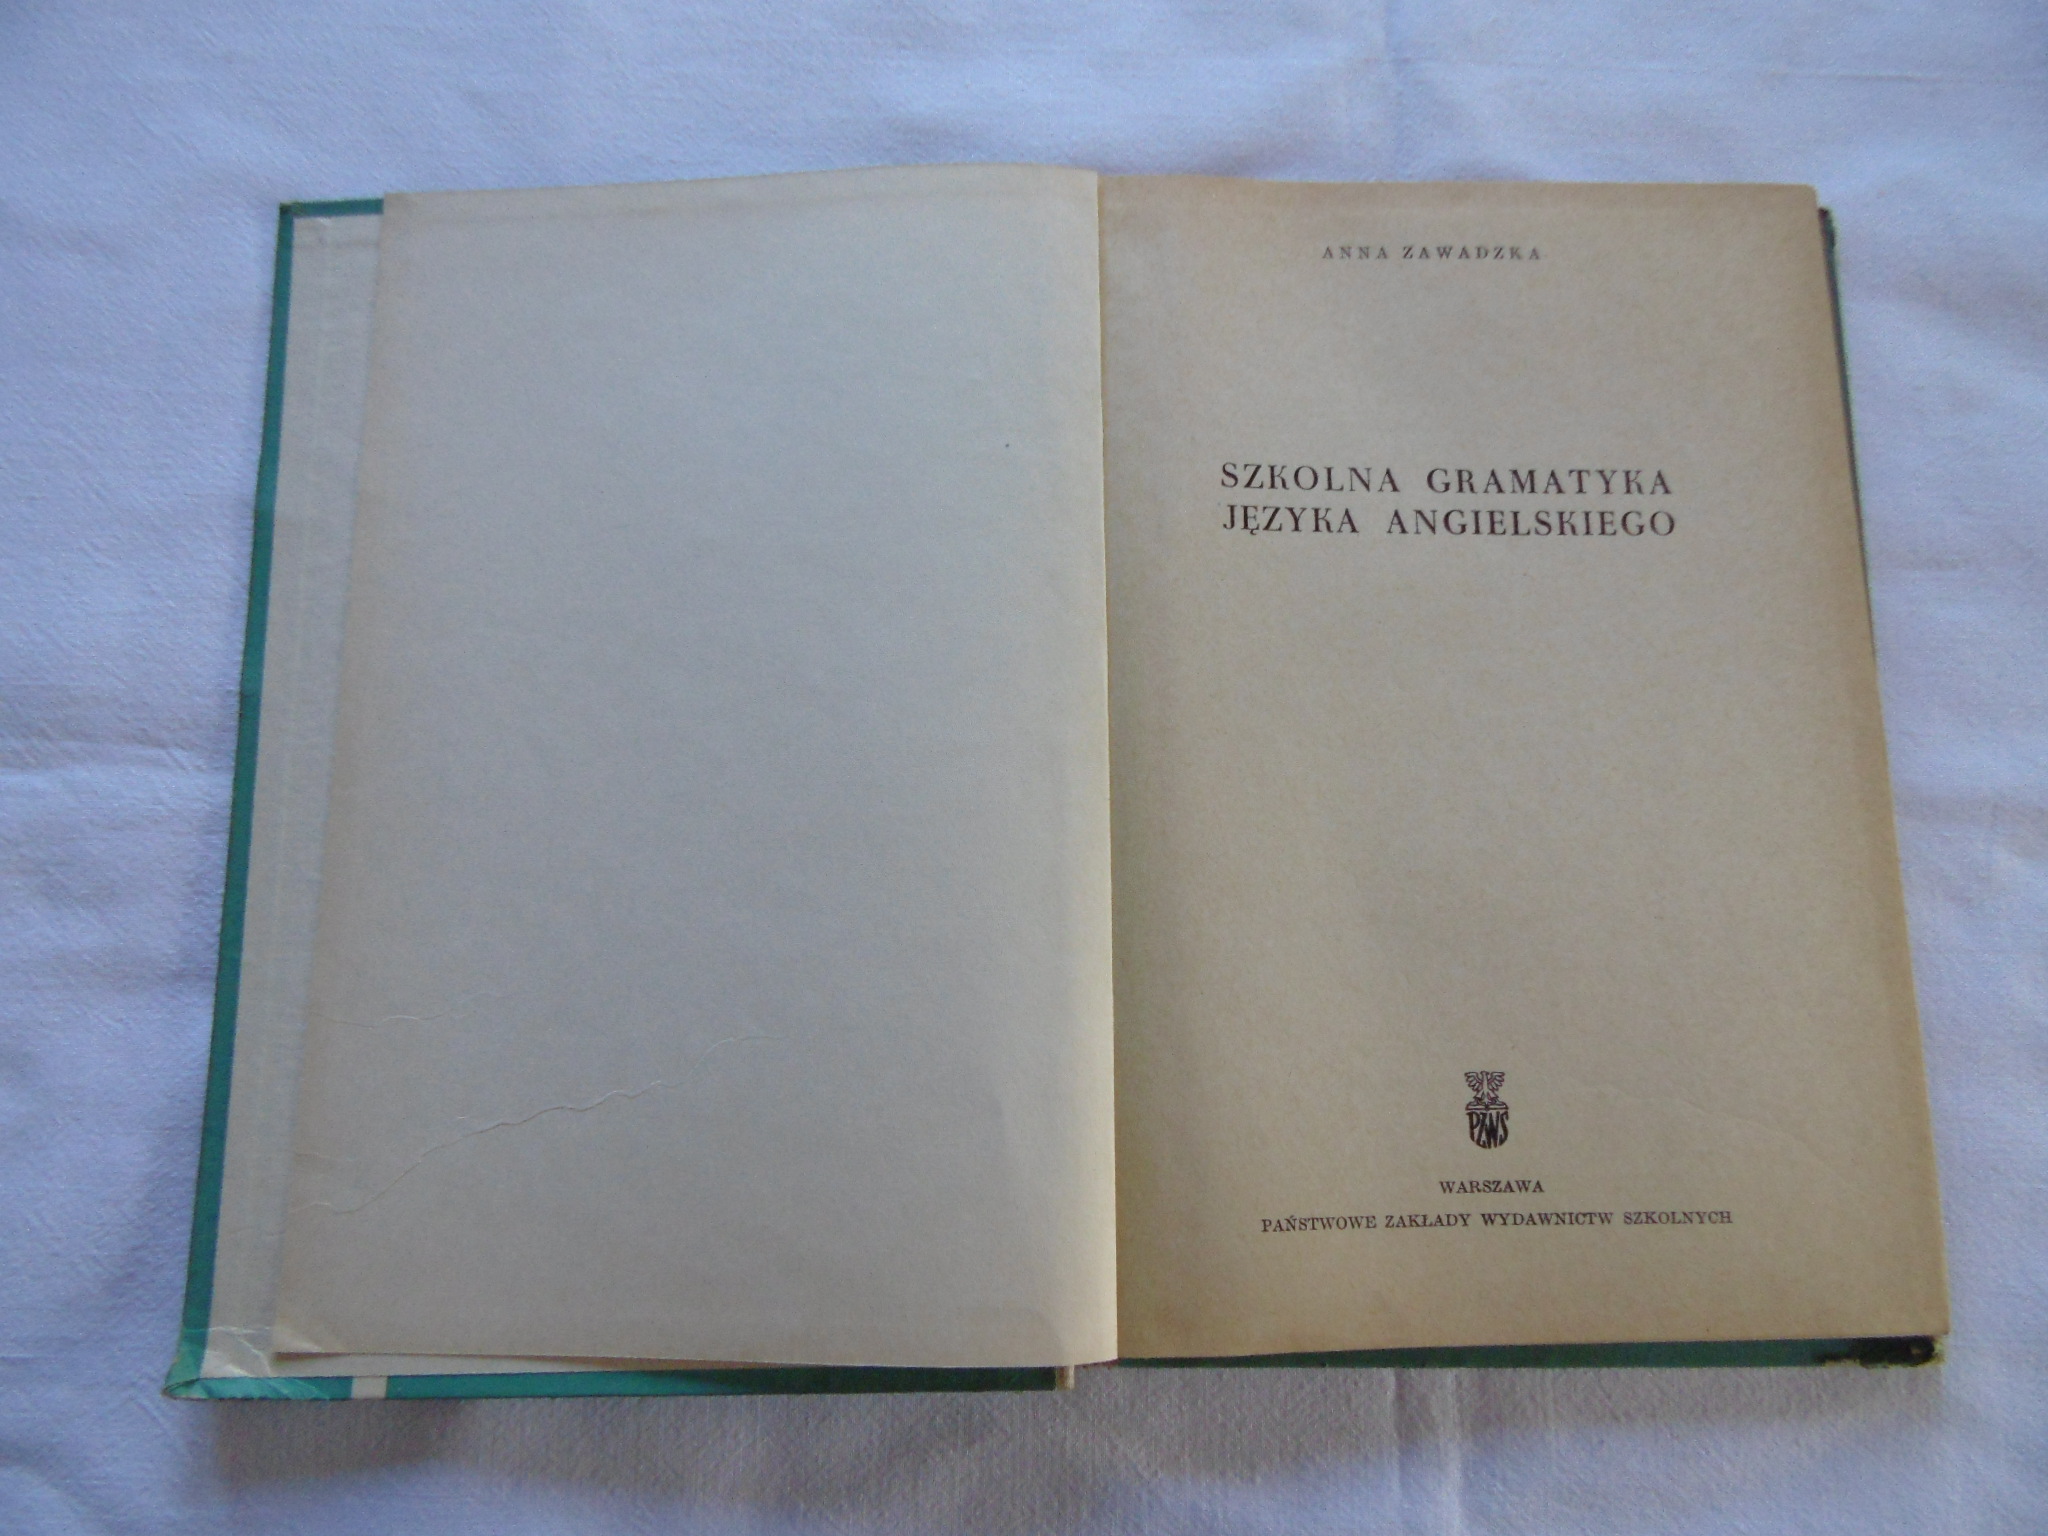 ANNA ZAWADZKA
SZKOLNA GRAMATYKA
JĘZYKA ANGIELSKIEGO
PZWS
WARSZAWA
PAŃSTWOWE ZAKŁADY WYDAWNICTW SZKOLNYCH